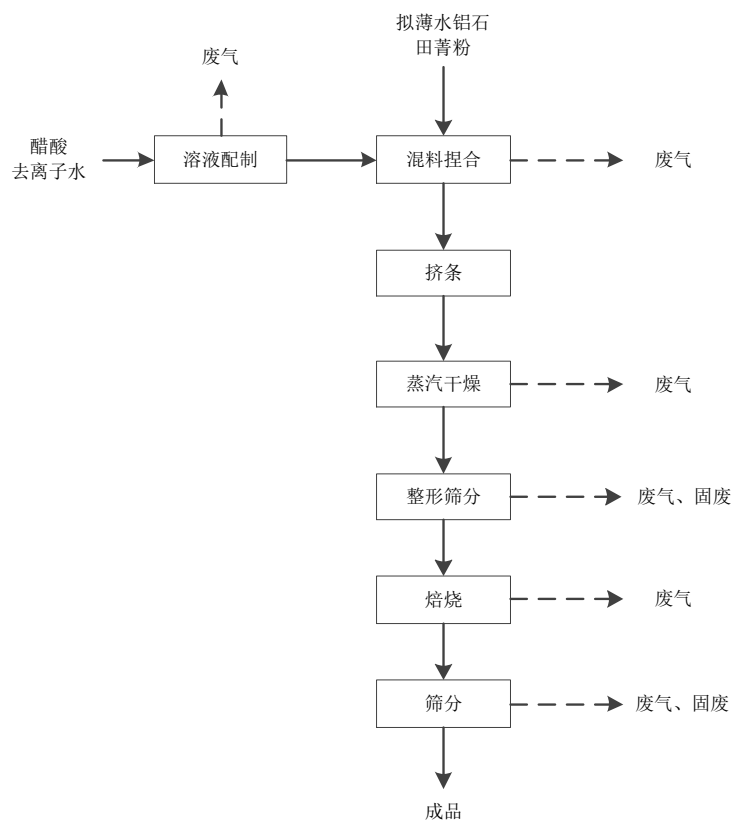 拟薄水铝石
田菁粉
废气
醋酸
去离子水
溶液配制
混料捏合
废气
挤条
蒸汽干燥
废气
整形筛分
废气、固废
焙烧
废气
筛分
废气、固废
成品